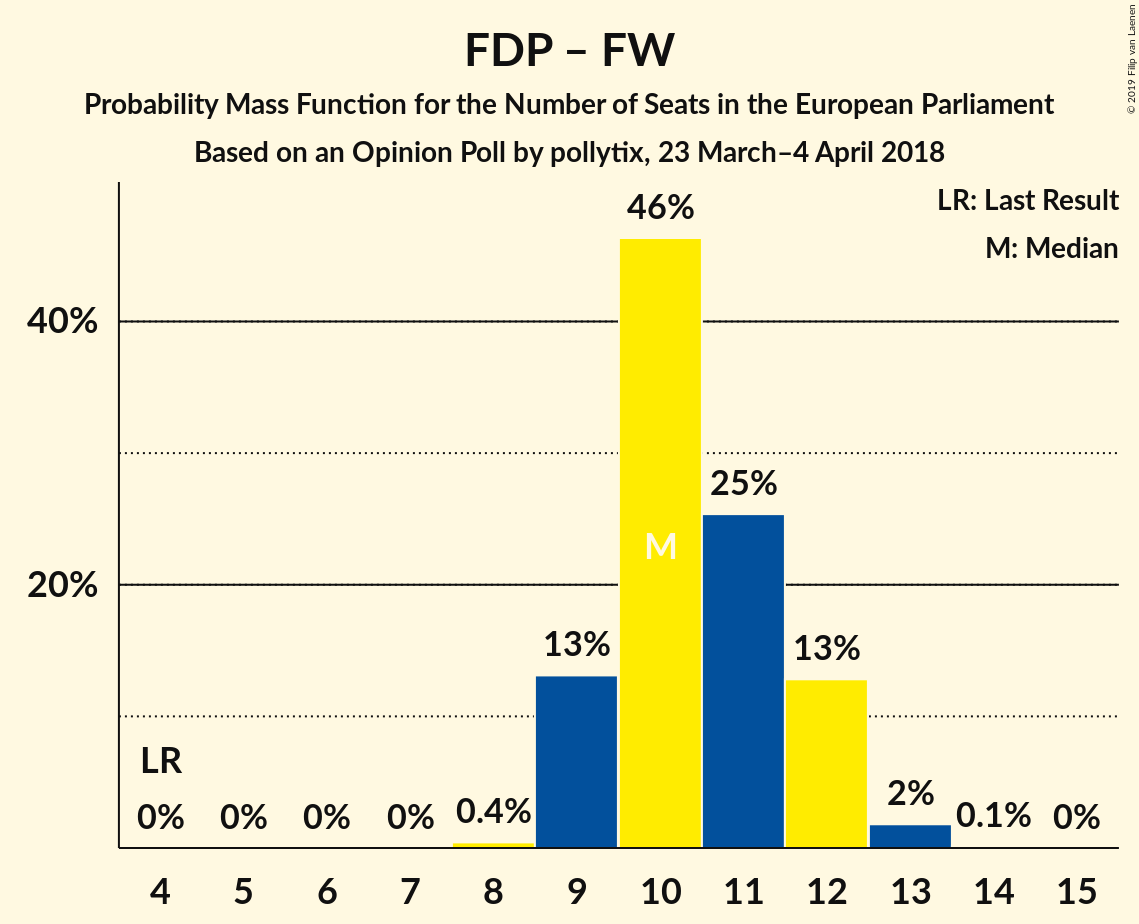 FDP – FW
Probability Mass Function for the Number of Seats in the European Parliament
Based on an Opinion Poll by pollytix, 23 March–4 April 2018
© 2019 Filip van Laenen
LR: Last Result
M: Median
46%
40%
25%
M
20%
13%
13%
LR
0%
0%
0%
0%
0.4%
2%
0.1%
0%
4 5 6 7 8 9 10 11 12 13 14 15